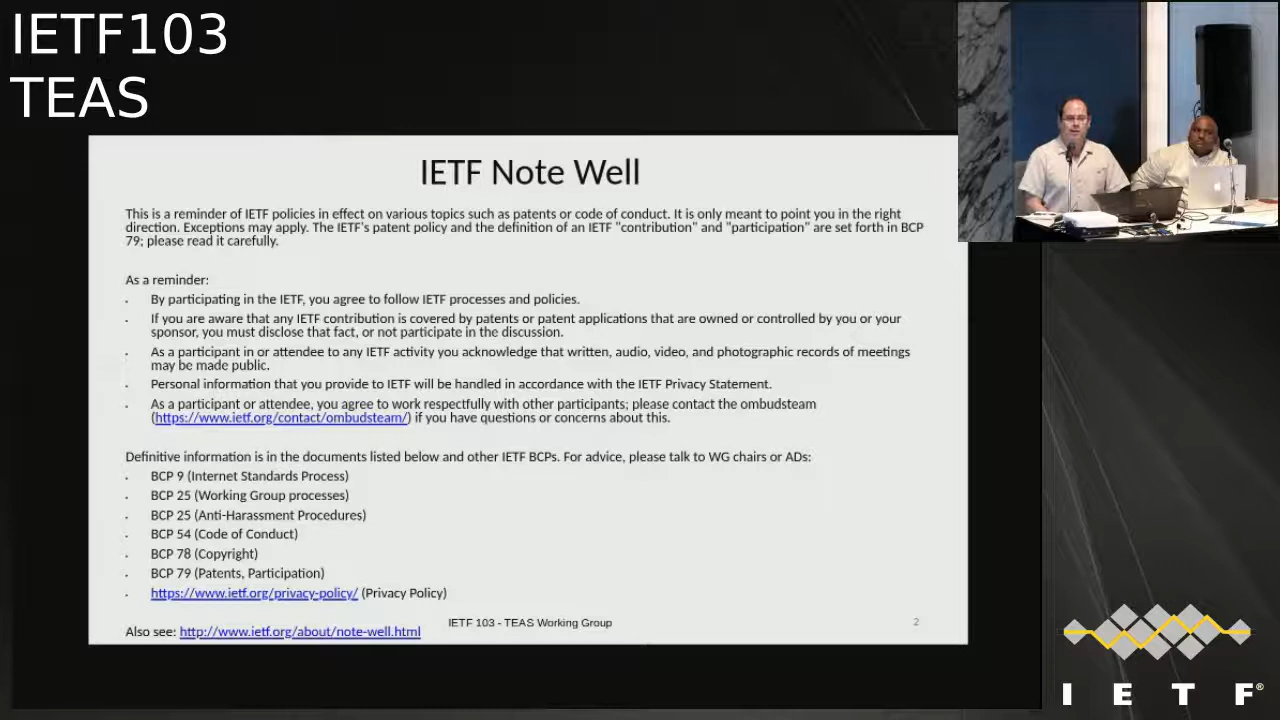 IETF103
TEAS
IETF Note Well
This is a reminder of IETF policies in effect on various topics such as patents or code of conduct. It is only meant to point you in the right
direction. Exceptions may apply. The IETF's patent policy and the definition of an IETF "contribution" and "participation" are set forth in BCP
79; please read it carefully.
As a reminder:
By participating in the IETF, you agree to follow IETF processes and policies.
If you are aware that any IETF contribution is covered by patents or patent applications that are owned or controlled by you or your
sponsor, you must disclose that fact, or not participate in the discussion.
As a participant in or attendee to any IETF activity you acknowledge that written, audio, video, and photographic records of meetings
may be made public.
Personal information that you provide to IETF will be handled in accordance with the IETF Privacy Statement.
As a participant or attendee, you agree to work respectfully with other participants; please contact the ombudsteam
(https://www.ietf.org/contact/ombudsteam/) if you have questions or concerns about this.
Definitive information is in the documents listed below and other IETF BCPs. For advice, please talk to WG chairs or ADs:
BCP 9 (Internet Standards Process)
BCP 25 (Working Group processes)
BCP 25 (Anti-Harassment Procedures)
BCP 54 (Code of Conduct)
BCP 78 (Copyright)
BCP 79 (Patents, Participation)
https://www.ietf.org/privacy-policy/ (Privacy Policy)
Also see: http://www.ietf.org/about/note-well.html
IETF 103 - TEAS Working Group
2
I E T F®